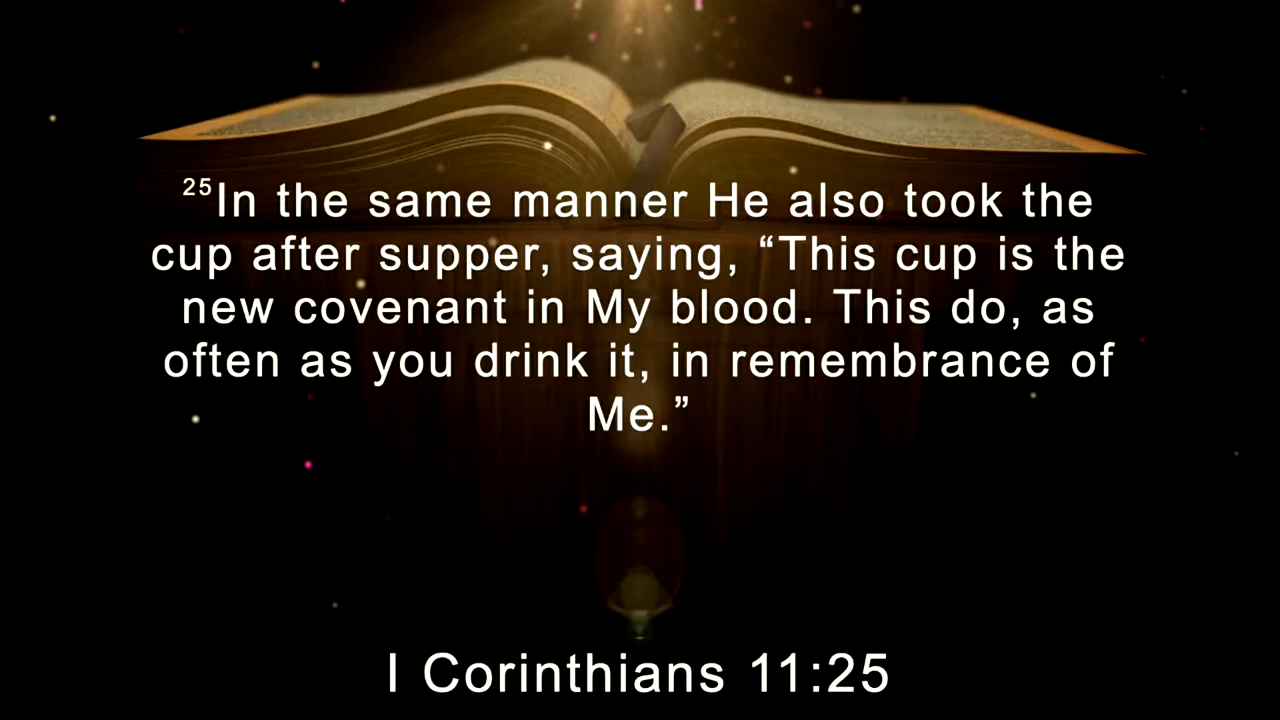 ²⁵In the same manner He also took the
cup after supper, saying, “This cup is the
new covenant in My blood. This do, as
often as you drink it, in remembrance of
Me.”
I Corinthians 11:25